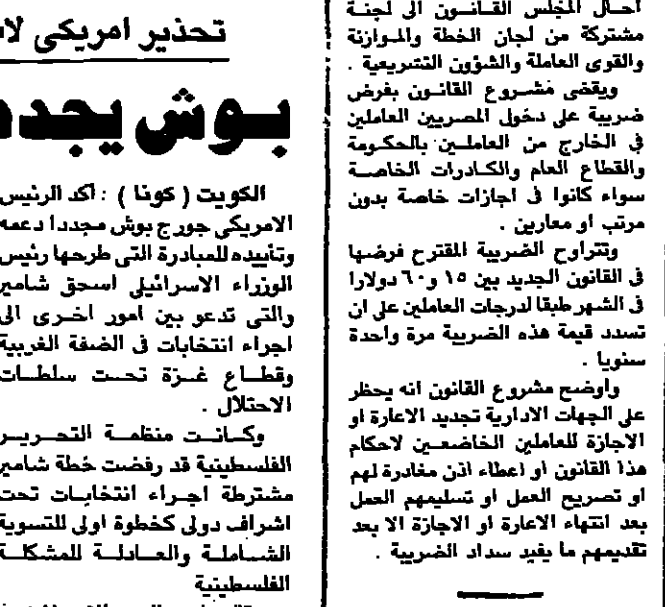 احال المجلس القانون الى لجنة
مشتركة من لجان الخطة والموازنة
والقوى العاملة والشؤون التشريعية .
ويقضى مشروع القانون بفرض
ضريبة على دخول المصريين العاملين
في الخارج من العاملين بالحكومة
والقطاع العام والكادرات الخاصة
سواء كانوا في اجازات خاصة بدون
مرتب او معارين .
وتتراوح الضريبة المقترح فرضها
في القانون الجديد بين ١٥ و٦٠ دولارا
في الشهر طبقا لدرجات العاملين على ان
تسدد قيمة هذه الضريبة مرة واحدة
سنويا .
واوضح مشروع القانون انه يحظر
على الجهات الادارية تجديد الاعارة او
الاجازة للعاملين الخاضعين لاحكام
هذا القانون او اعطاء اذن مغادرة لهم
او تصريح العمل او تسليمهم العمل
بعد انتهاء الاعارة او الاجازة الا بعد
تقديمهم ما يفيد سداد الضريبة .
تحذير امريكى
بوش يجدد
الكويت ( كونا ) : اكد الرئيس
الامريكي جورج بوش مجددا دعمه
وتأييده للمبادرة التى طرحها رئيس
الوزراء الاسرائيلى اسحق شامير
والتى تدعو بين امور اخرى الى
اجراء انتخابات في الضفة الغربية
وقطاع غزة تحت سلطات
الاحتلال .
وكانت منظمة التحرير
الفلسطينية قد رفضت خطة شامير
مشترطة اجراء انتخابات تحت
اشراف دولى كخطوة اولى للتسوية
الشاملة والعادلة للمشكلة
الفلسطينية